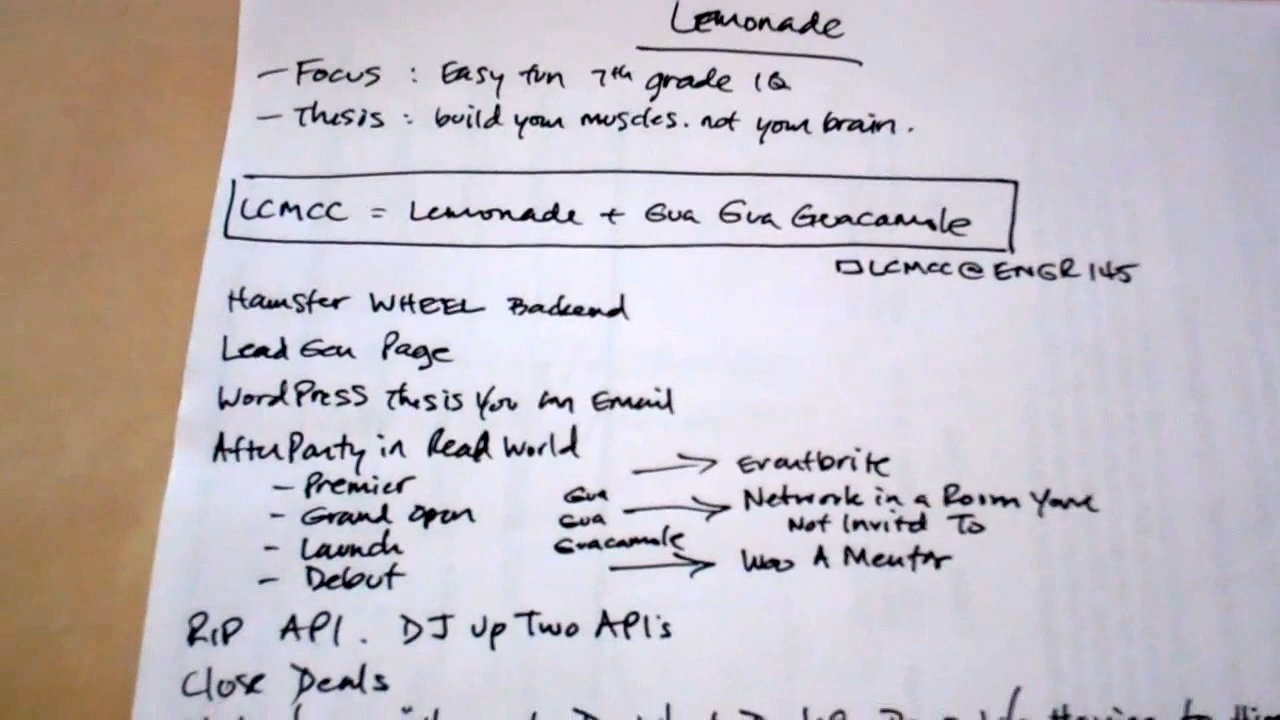 Lemonade
- Focus : Easy fun 7th grade IQ
- Thesis : build your muscles. not your brain.
LCMCC = Lemonade + Gua Gua Guacamole
LCMCC@ENGR145
Hamster WHEEL Backend
Lead Gen Page
WordPress Thesis You can Email
AfterParty in Real World
- Premier
- Grand Open
- Launch
- Debut
Gua
Gua
Guacamole
→ Eventbrite
→ Network in a Room You're
Not Invited To
→ Woo A Mentor
RIP API. DJ Up Two API's
Close Deals